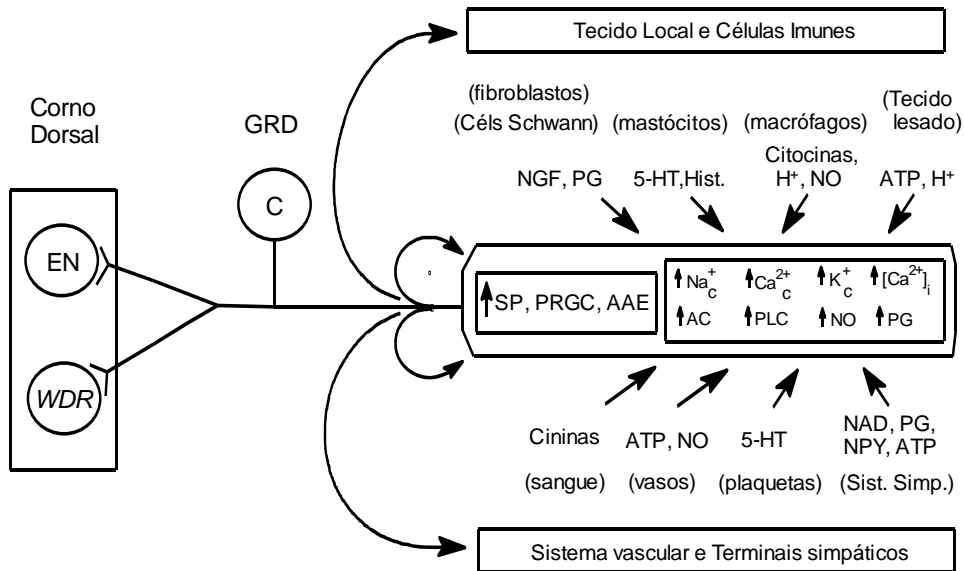 Tecido Local e Células Imunes
Corno
Dorsal
GRD
(fibroblastos)
(Céls Schwann)
(mastócitos)
(macrófagos)
(Tecido
lesado)
NGF, PG
5-HT,Hist.
Citocinas,
H⁺, NO
ATP, H⁺
C
EN
WDR
SP, PRGC, AAE
Na⁺c
Ca²⁺c
K⁺c
[Ca²⁺]i
AC
PLC
NO
PG
Cininas
(sangue)
ATP, NO
(vasos)
5-HT
(plaquetas)
NAD, PG,
NPY, ATP
(Sist. Simp.)
Sistema vascular e Terminais simpáticos